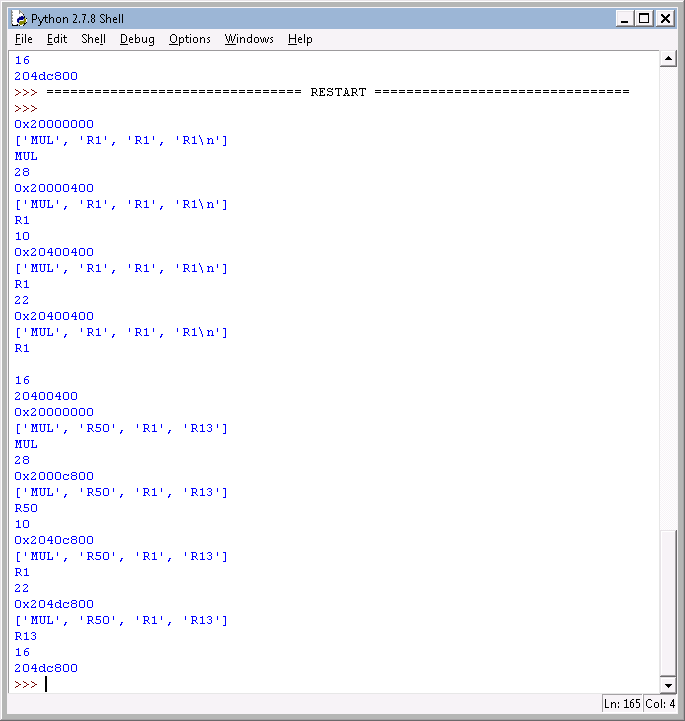 Python 2.7.8 Shell
File Edit Shell Debug Options Windows Help
16
204dc800
>>> ================================ RESTART ================================
>>>
0x20000000
['MUL', 'R1', 'R1', 'R1\n']
MUL
28
0x20000400
['MUL', 'R1', 'R1', 'R1\n']
R1
10
0x20400400
['MUL', 'R1', 'R1', 'R1\n']
R1
22
0x20400400
['MUL', 'R1', 'R1', 'R1\n']
R1
16
20400400
0x20000000
['MUL', 'R50', 'R1', 'R13']
MUL
28
0x2000c800
['MUL', 'R50', 'R1', 'R13']
R50
10
0x2040c800
['MUL', 'R50', 'R1', 'R13']
R1
22
0x204dc800
['MUL', 'R50', 'R1', 'R13']
R13
16
204dc800
>>>
Ln: 165 Col: 4